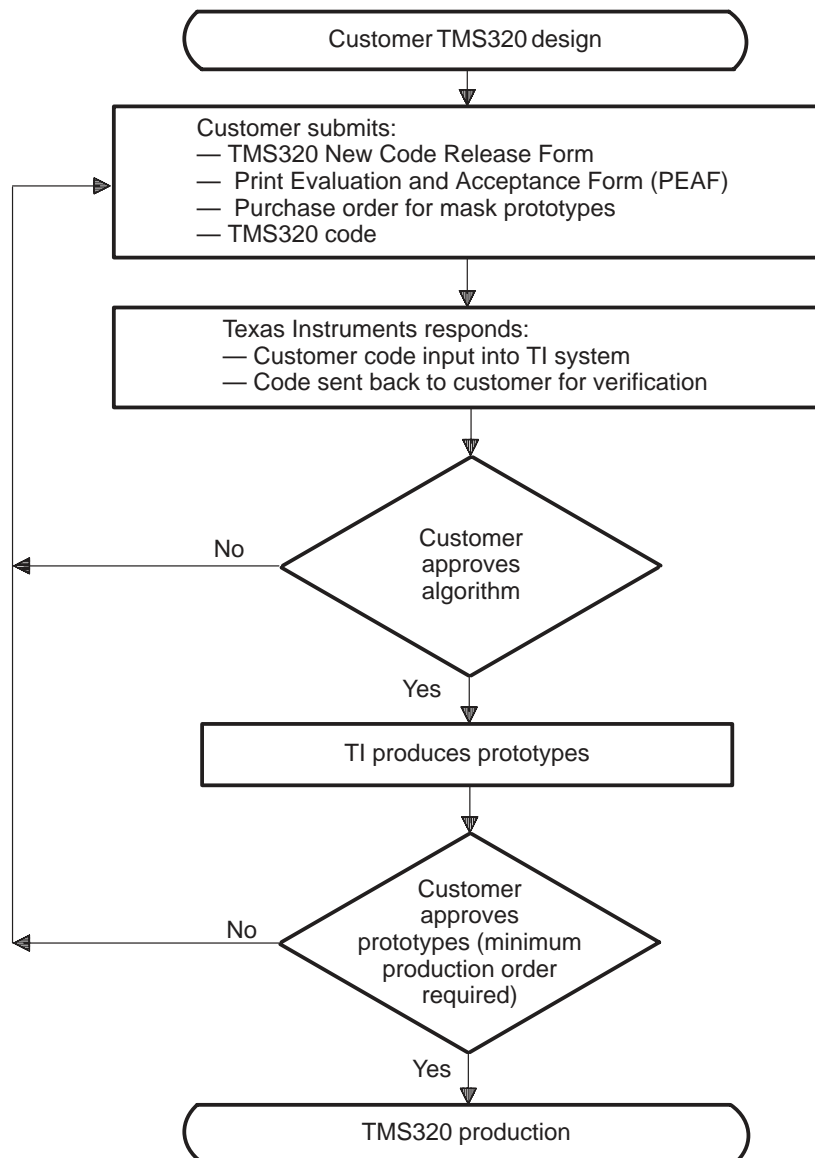 Customer TMS320 design
Customer submits:
— TMS320 New Code Release Form
— Print Evaluation and Acceptance Form (PEAF)
— Purchase order for mask prototypes
— TMS320 code
Texas Instruments responds:
— Customer code input into TI system
— Code sent back to customer for verification
No
Customer
approves
algorithm
Yes
TI produces prototypes
No
Customer
approves
prototypes (minimum
production order
required)
Yes
TMS320 production